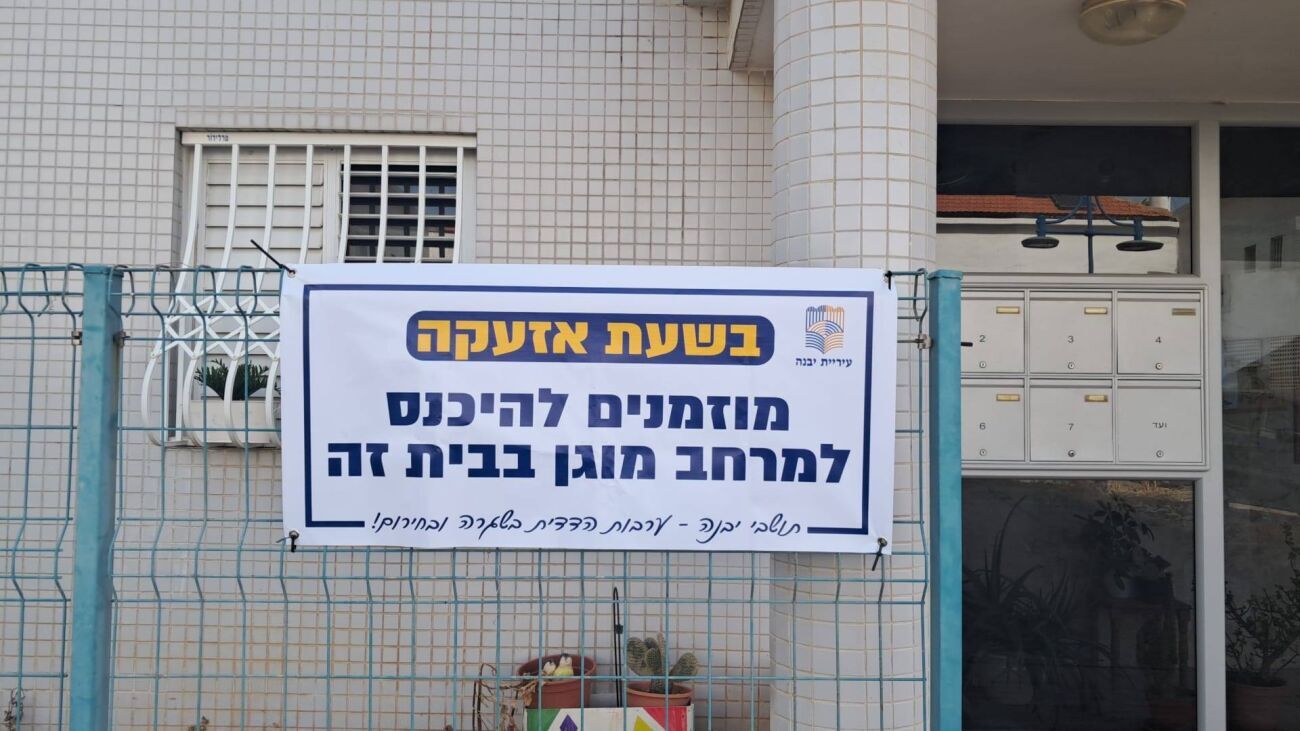 בשעת אזעקה
עיריית יבנה
מוזמנים להיכנס
למרחב מוגן בבית זה
תושבי יבנה - ערבות הדדית בשגרה ובחירום!
2
3
4
6
7
ועד